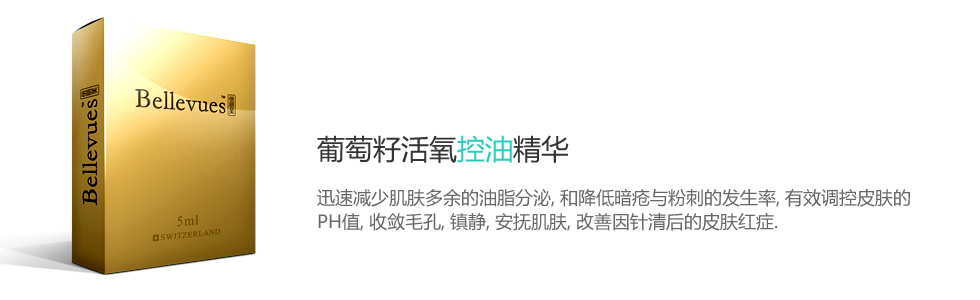 Bellevues™
Bellevues™
5ml
SWITZERLAND
葡萄籽活氧控油精华
迅速减少肌肤多余的油脂分泌, 和降低暗疮与粉刺的发生率, 有效调控皮肤的
PH值, 收敛毛孔, 镇静, 安抚肌肤, 改善因针清后的皮肤红症.